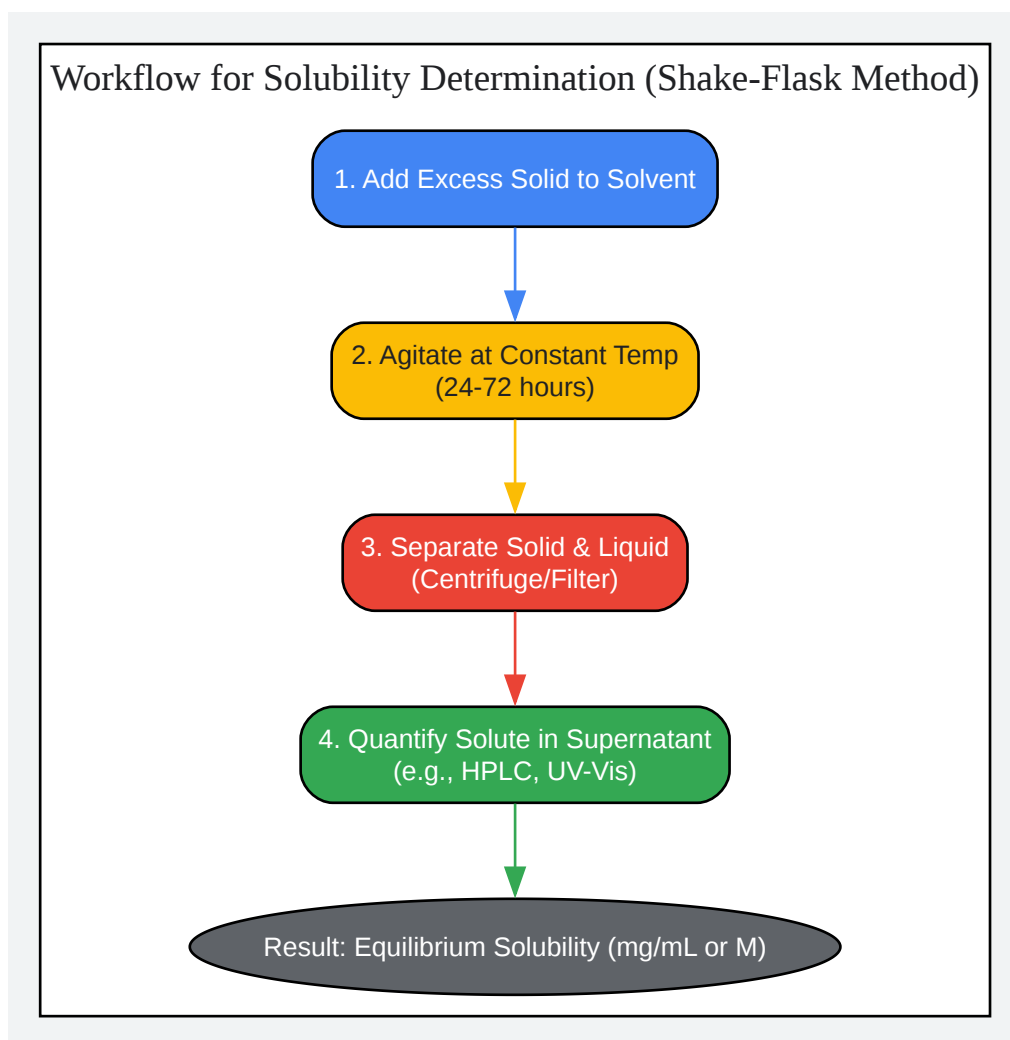 Workflow for Solubility Determination (Shake-Flask Method)
1. Add Excess Solid to Solvent
2. Agitate at Constant Temp
(24-72 hours)
3. Separate Solid & Liquid
(Centrifuge/Filter)
4. Quantify Solute in Supernatant
(e.g., HPLC, UV-Vis)
Result: Equilibrium Solubility (mg/mL or M)